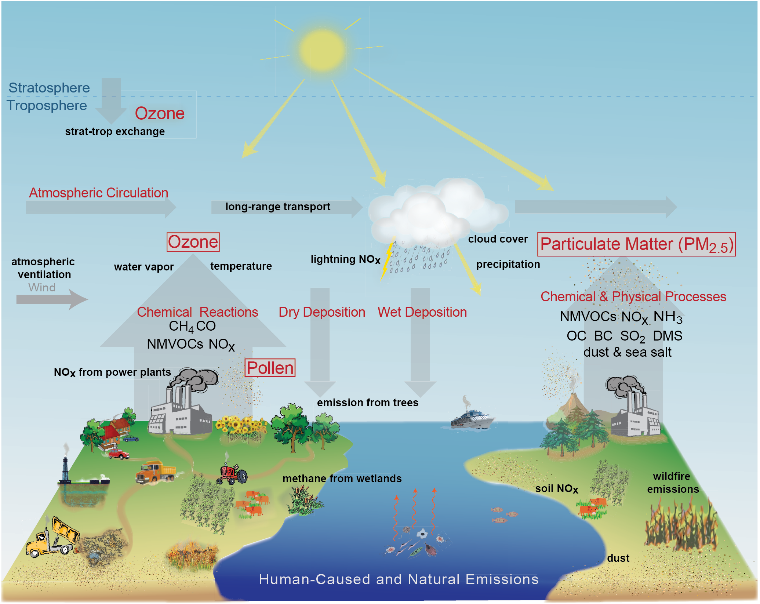 Stratosphere
Troposphere
Ozone
strat-trop exchange
Atmospheric Circulation
long-range transport
Ozone
lightning NOx
cloud cover
precipitation
Particulate Matter (PM2.5)
atmospheric
ventilation
Wind
water vapor
temperature
Chemical Reactions
CH4 CO
NMVOCs NOx
Dry Deposition
Wet Deposition
Chemical & Physical Processes
NMVOCs NOx NH3
OC BC SO2 DMS
dust & sea salt
Pollen
NOx from power plants
emission from trees
methane from wetlands
soil NOx
wildfire
emissions
dust
Human-Caused and Natural Emissions